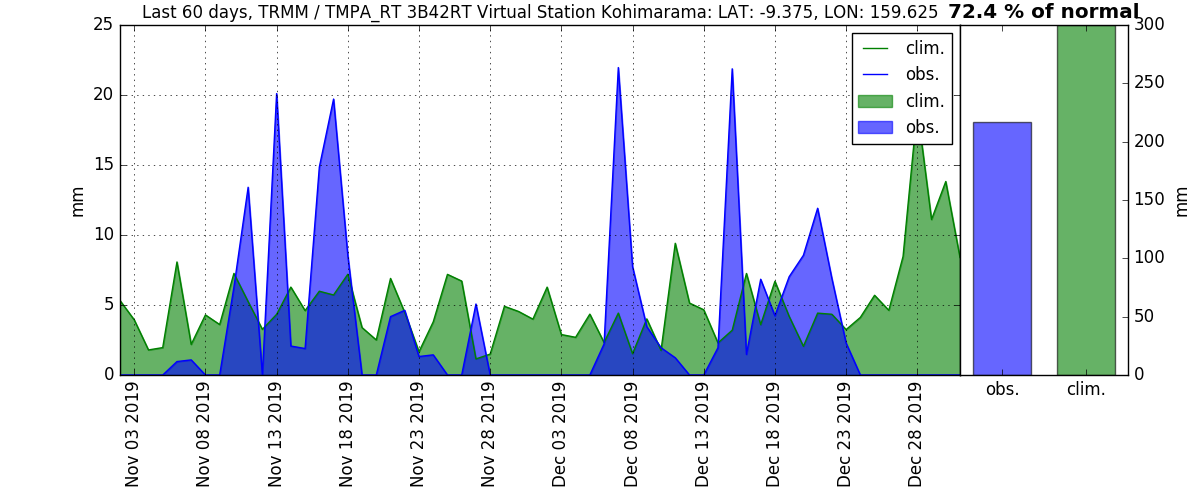 Last 60 days, TRMM / TMPA_RT 3B42RT Virtual Station Kohimarama: LAT: -9.375, LON: 159.625 72.4 % of normal
25
20
15
10
5
0
mm
clim.
obs.
clim.
obs.
300
250
200
150
100
50
0
mm
obs.
clim.
Nov 03 2019
Nov 08 2019
Nov 13 2019
Nov 18 2019
Nov 23 2019
Nov 28 2019
Dec 03 2019
Dec 08 2019
Dec 13 2019
Dec 18 2019
Dec 23 2019
Dec 28 2019